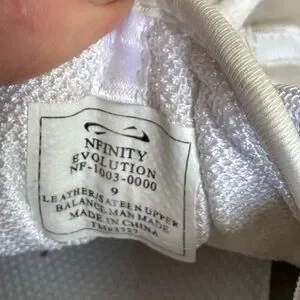 NFINITY
EVOLUTION
NF-1003-0000
9
LEATHER/SATEEN UPPER
BALANCE MAN MADE
MADE IN CHINA